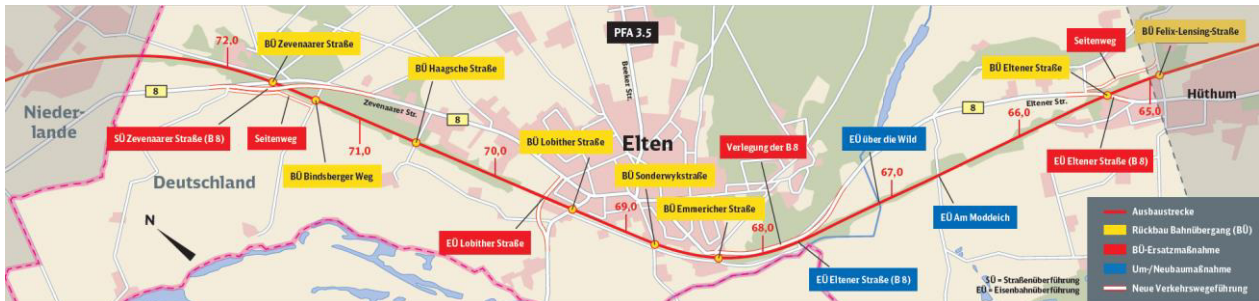 PFA 3.5
72,0
BÜ Zevenaarer Straße
BÜ Haagsche Straße
Nieder-
lande
8
Zevenaarer Str.
8
SÜ Zevenaarer Straße (B 8)
Seitenweg
71,0
BÜ Bindsberger Weg
Deutschland
N
70,0
Beeker Str.
Elten
BÜ Lobither Straße
BÜ Sonderwykstraße
69,0
BÜ Emmericher Straße
EÜ Lobither Straße
Verlegung der B 8
68,0
EÜ über die Wild
67,0
EÜ Eltener Straße (B 8)
EÜ Am Moddeich
8
66,0
Eltener Str.
Seitenweg
BÜ Eltener Straße
BÜ Felix-Lensing-Straße
65,0
Hüthum
EÜ Eltener Straße (B 8)
SÜ = Straßenüberführung
EÜ = Eisenbahnüberführung
Ausbaustrecke
Rückbau Bahnübergang (BÜ)
BÜ-Ersatzmaßnahme
Um-/Neubaumaßnahme
Neue Verkehrswegeführung